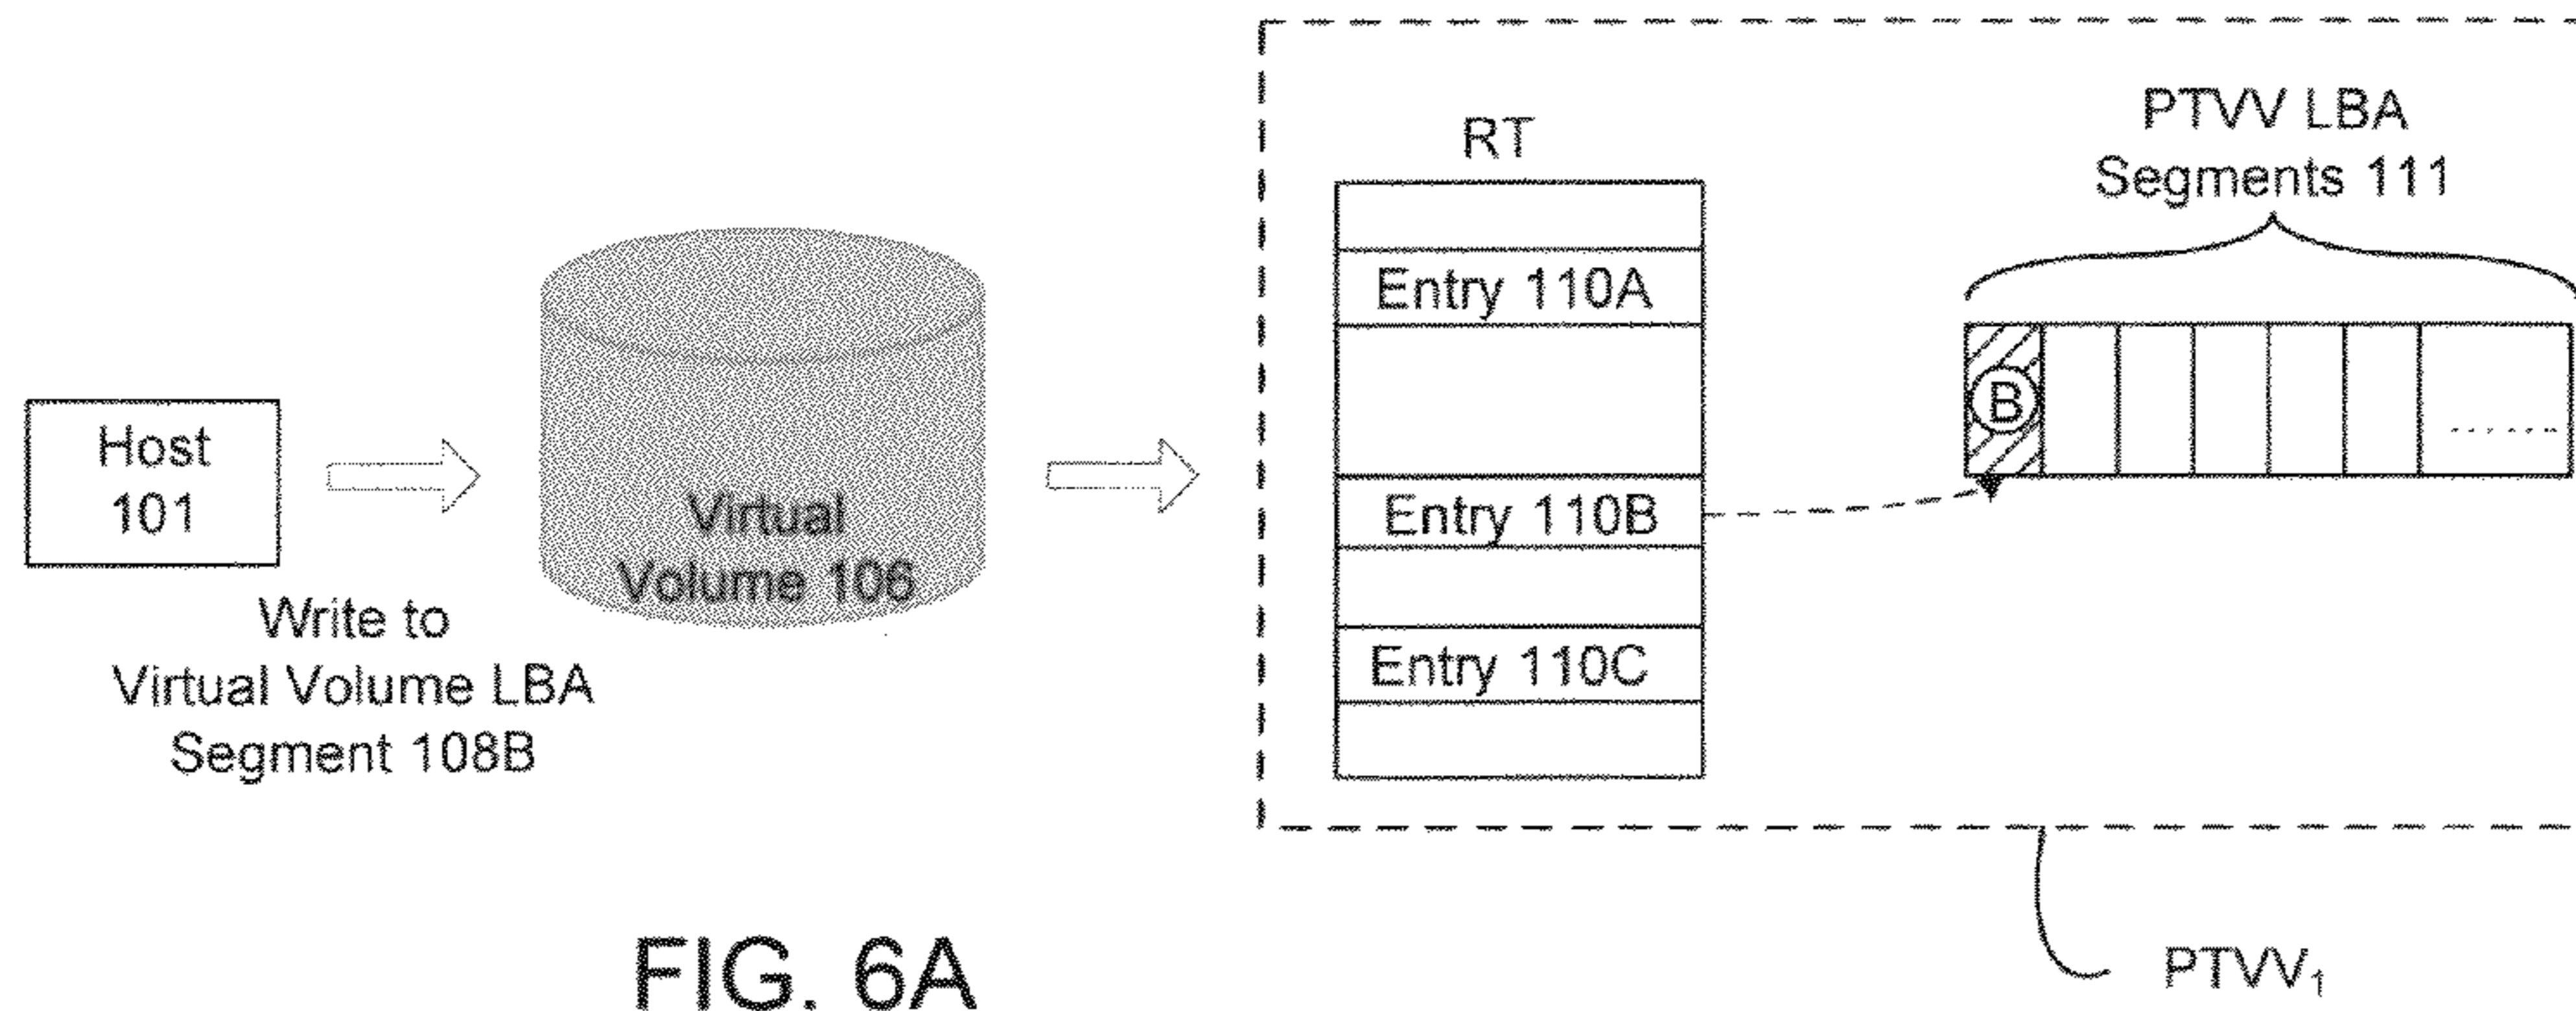 Host
101
Write to
Virtual Volume LBA
Segment 108B
Virtual
Volume 106
RT
Entry 110A
Entry 110B
Entry 110C
PTVV LBA
Segments 111
B
........
PTVV₁
FIG. 6A